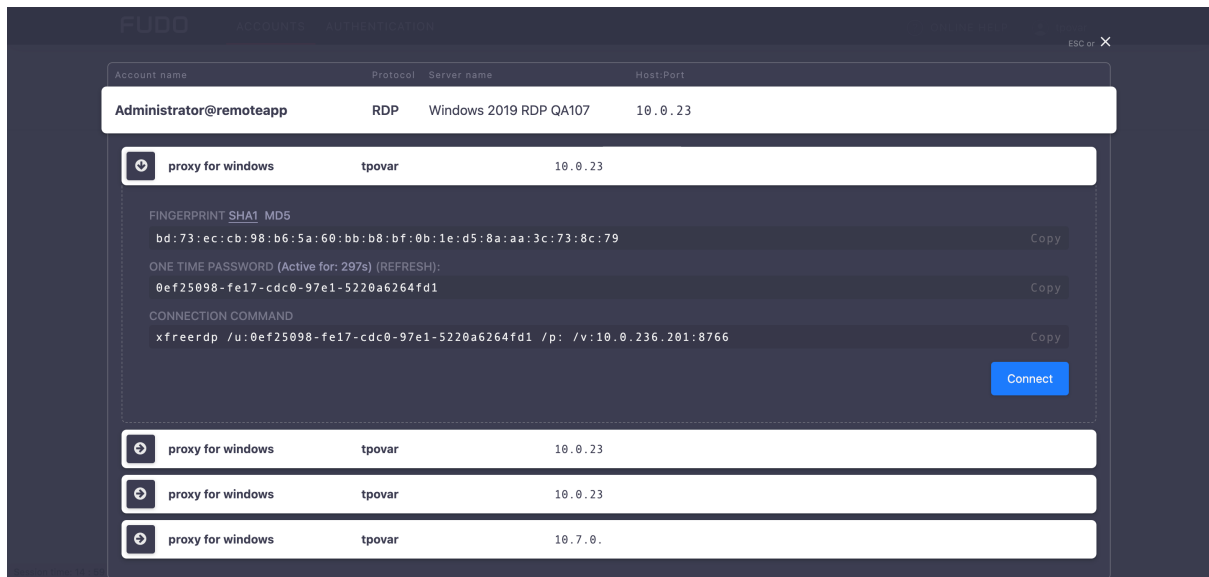 FUDO ACCOUNTS AUTHENTICATION
ESC or
Account name Protocol Server name Host:Port
Administrator@remoteapp RDP Windows 2019 RDP QA107 10.0.23
proxy for windows tpovar 10.0.23
FINGERPRINT SHA1 MD5
bd:73:ec:cb:98:b6:5a:60:bb:b8:bf:0b:1e:d5:8a:aa:3c:73:8c:79 Copy
ONE TIME PASSWORD (Active for: 297s) (REFRESH):
0ef25098-fe17-cdc0-97e1-5220a6264fd1 Copy
CONNECTION COMMAND
xfreerdp /u:0ef25098-fe17-cdc0-97e1-5220a6264fd1 /p: /v:10.0.236.201:8766 Copy
Connect
proxy for windows tpovar 10.0.23
proxy for windows tpovar 10.0.23
proxy for windows tpovar 10.7.0.